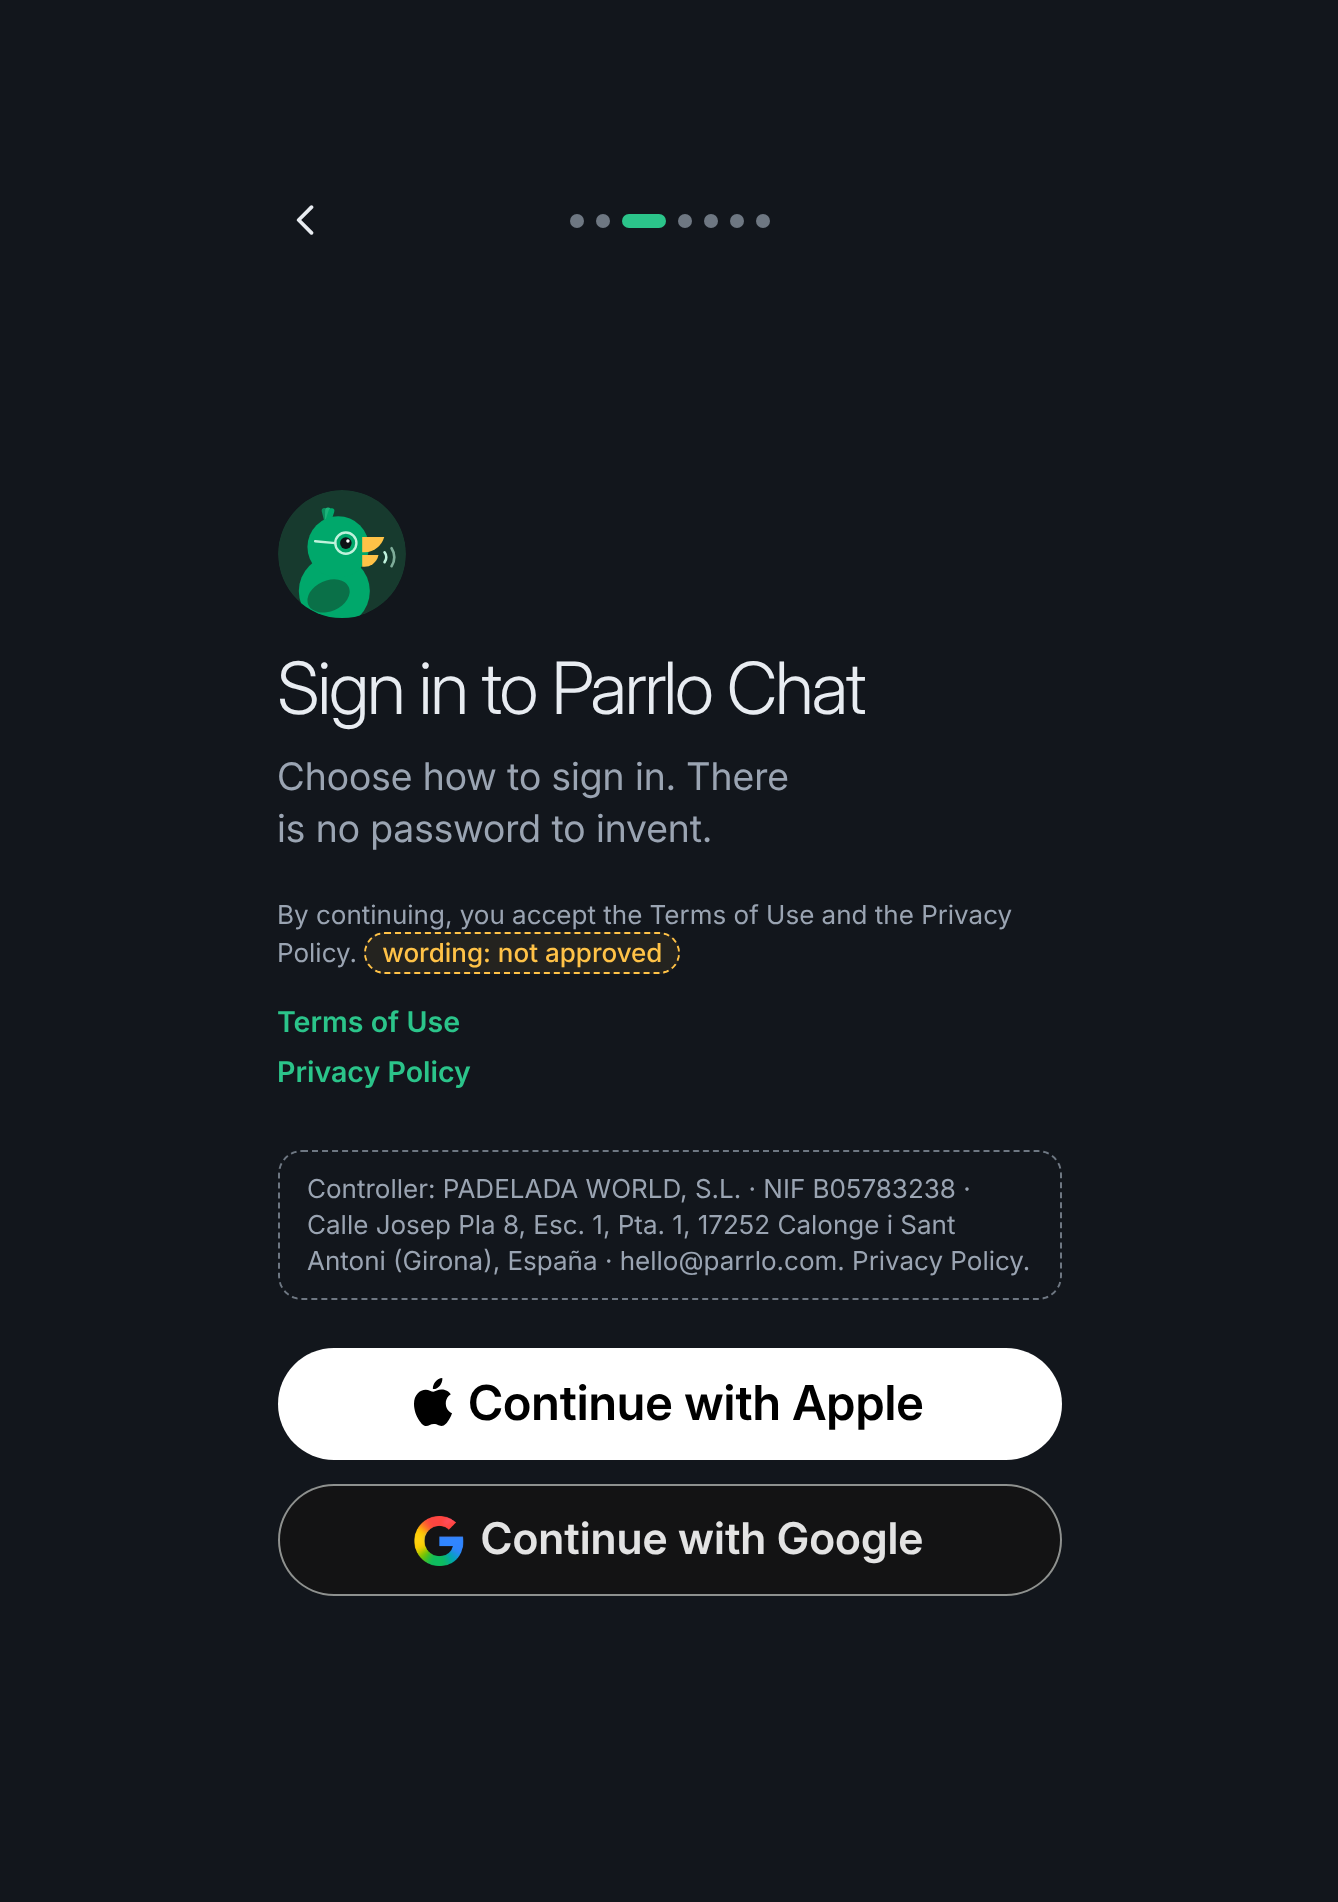 Sign in to Parrlo Chat
Choose how to sign in. There
is no password to invent.
By continuing, you accept the Terms of Use and the Privacy
Policy. wording: not approved
Terms of Use
Privacy Policy
Controller: PADELADA WORLD, S.L. · NIF B05783238 ·
Calle Josep Pla 8, Esc. 1, Pta. 1, 17252 Calonge i Sant
Antoni (Girona), España · hello@parrlo.com. Privacy Policy.
Continue with Apple
Continue with Google